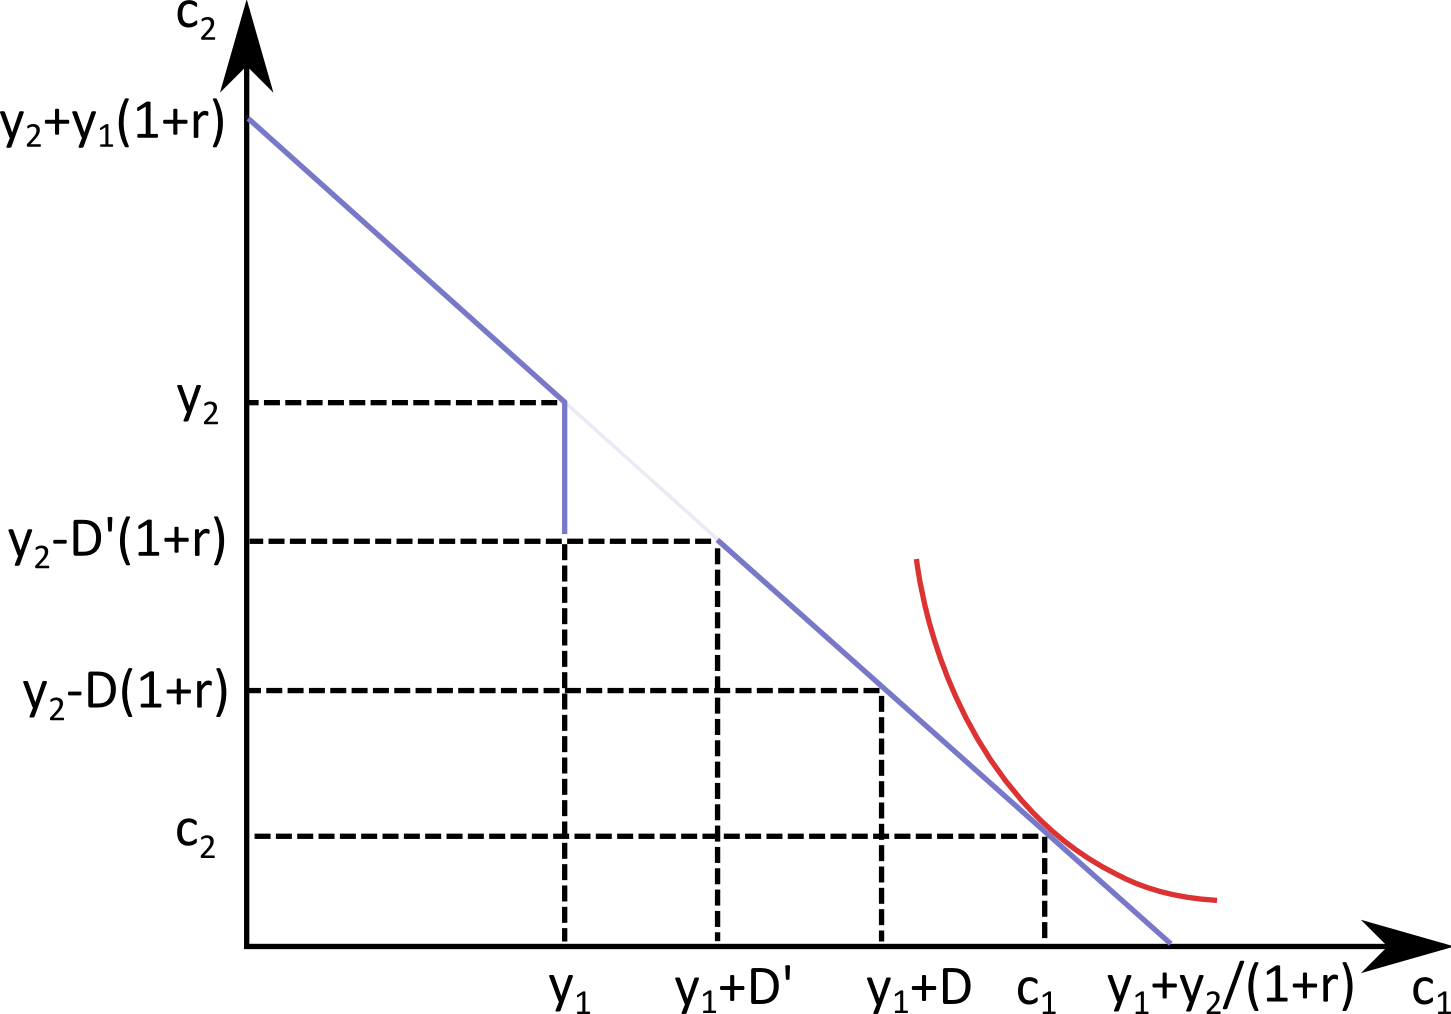 c₂
y₂+y₁(1+r)
y₂
y₂-D'(1+r)
y₂-D(1+r)
c₂
y₁
y₁+D'
y₁+D
c₁
y₁+y₂/(1+r)
c₁